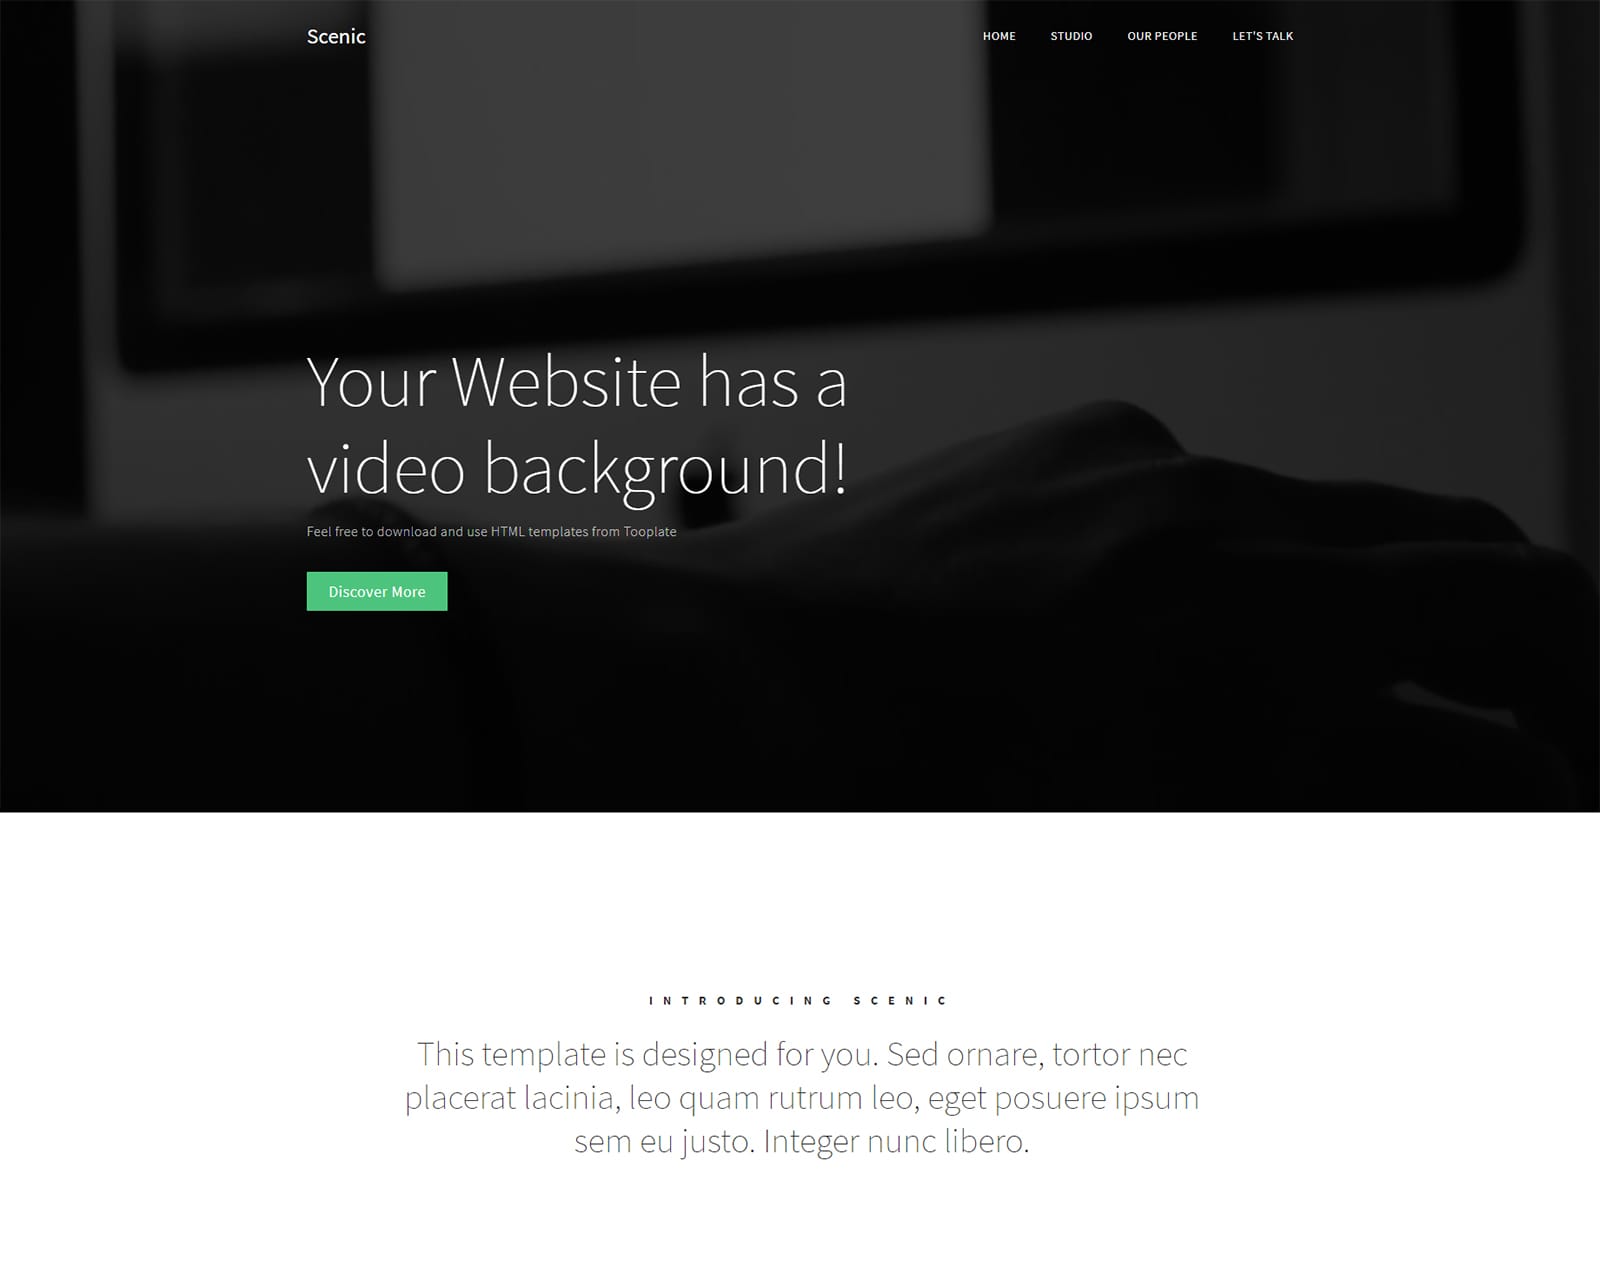 Scenic
HOME STUDIO OUR PEOPLE LET'S TALK
Your Website has a
video background!
Feel free to download and use HTML templates from Tooplate
Discover More
INTRODUCING SCENIC
This template is designed for you. Sed ornare, tortor nec
placerat lacinia, leo quam rutrum leo, eget posuere ipsum
sem eu justo. Integer nunc libero.